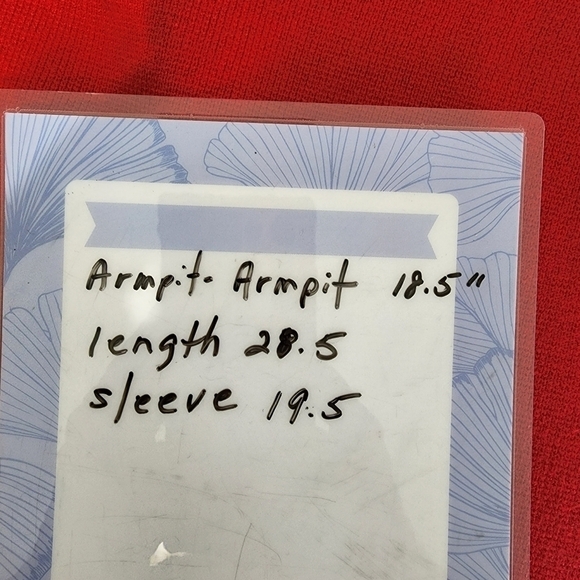 Armpit- Armpit 18.5"
length 28.5
sleeve 19.5